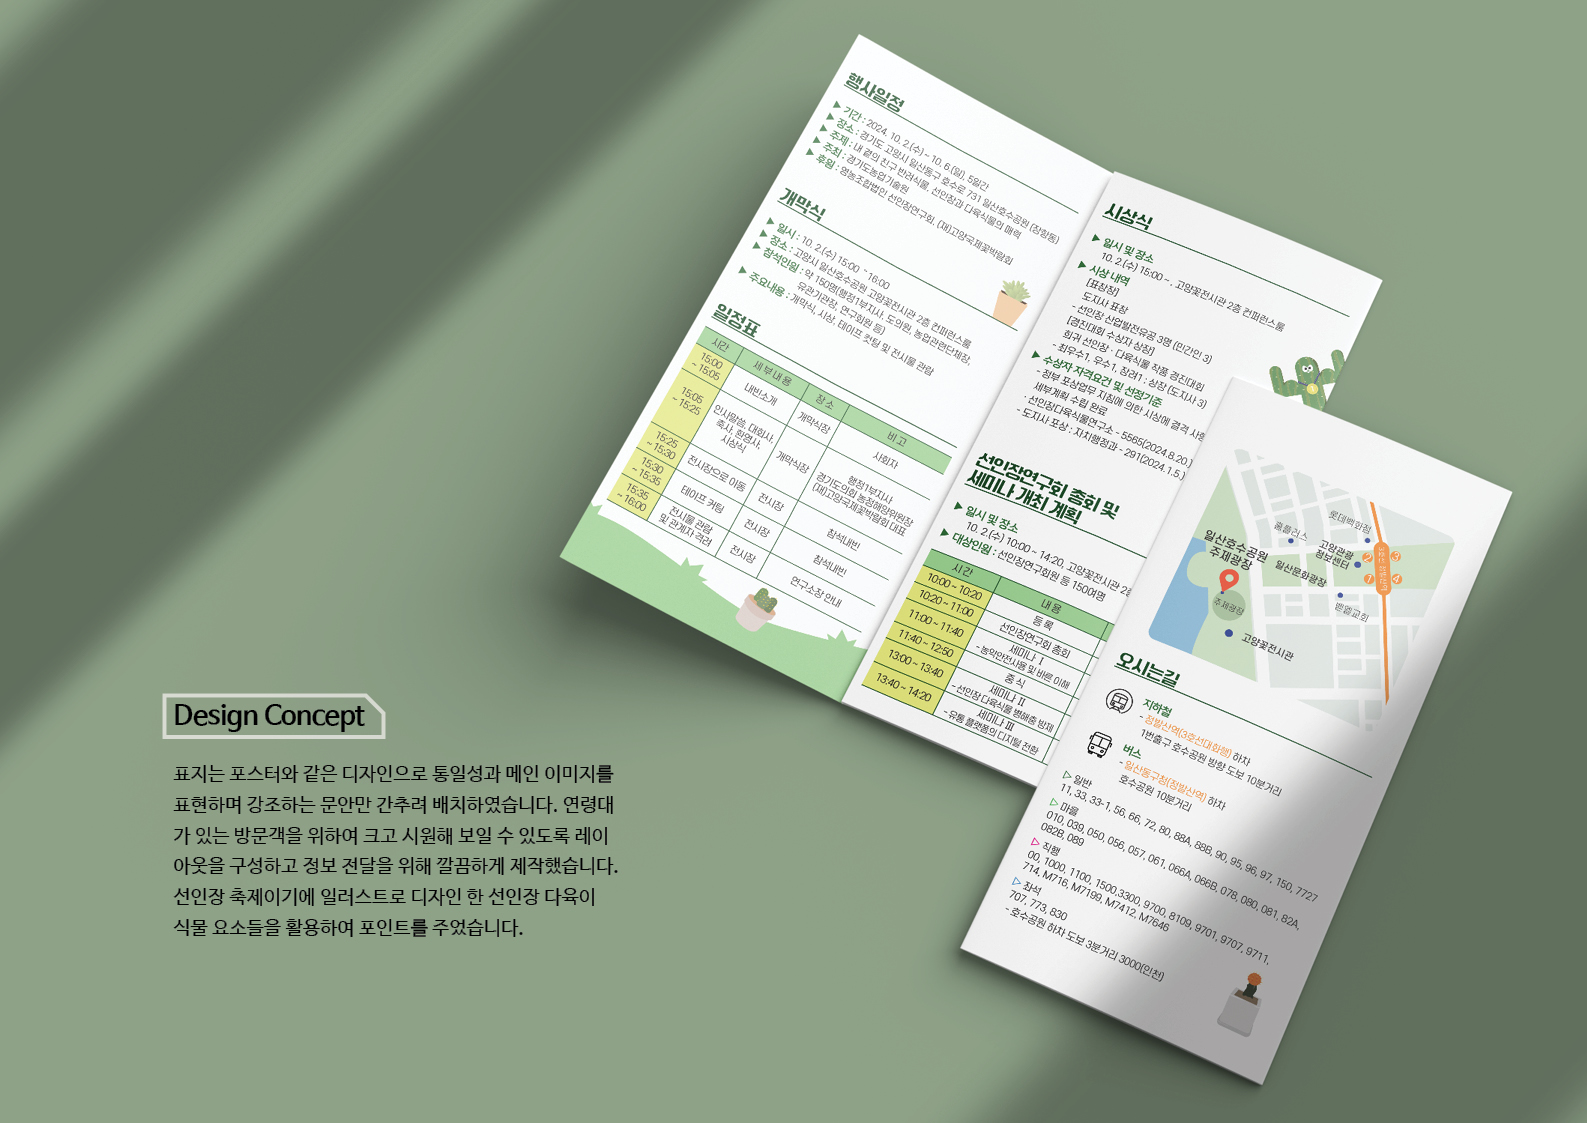 행사일정
▶ 기간 : 2024. 10. 2.(수) ~ 10. 6.(일), 5일간
▶ 장소 : 경기도 고양시 일산동구 호수로 731 일산호수공원 (장항동)
▶ 주제 : 내 곁의 친구 반려식물, 선인장과 다육식물의 매력
▶ 주최 : 경기도농업기술원
▶ 후원 : 영농조합법인 선인장연구회, (재)고양국제꽃박람회
개막식
▶ 일시 : 10. 2.(수) 15:00 ~ 16:00
▶ 장소 : 고양시 일산호수공원 고양꽃전시관 2층 컨퍼런스룸
▶ 참석인원 : 약 150명(행정1부지사, 도의원, 농업관련단체장,
유관기관장, 연구회원 등)
▶ 주요내용 : 개막식, 시상, 테이프 컷팅 및 전시물 관람
일정표
시간 세부내용 장소 비고
15:00 ~ 15:05 내빈소개 개막식장 사회자
15:05 ~ 15:25 인사말씀, 대회사, 축사, 환영사, 시상식 개막식장 행정1부지사 경기도의회 농정해양위원장 (재)고양국제꽃박람회 대표
15:25 ~ 15:30 전시장으로 이동 전시장 참석내빈
15:30 ~ 15:35 테이프 커팅 전시장 참석내빈
15:35 ~ 16:00 전시물 관람 및 관계자 격려 전시장 연구소장 안내
시상식
▶ 일시 및 장소
10. 2.(수) 15:00 ~ , 고양꽃전시관 2층 컨퍼런스룸
▶ 시상 내역
[표창장]
도지사 표창
- 선인장 산업발전유공 3명 (민간인 3)
[경진대회 수상자 상장]
희귀 선인장 · 다육식물 작품 경진대회
- 최우수1, 우수 1, 장려1 : 상장 (도지사 3)
▶ 수상자 자격요건 및 선정기준
- 정부 포상업무 지침에 의한 시상에 결격 사항
세부계획 수립 완료
· 선인장다육식물연구소 - 5565(2024.8.20.)
- 도지사 포상 : 자치행정과 - 291(2024.1.5.)
선인장연구회 총회 및
세미나 개최 계획
▶ 일시 및 장소
10. 2.(수) 10:00 ~ 14:20, 고양꽃전시관 2층
▶ 대상인원 : 선인장연구회원 등 150여명
시간 내용
10:00 ~ 10:20 등록
10:20 ~ 11:00 선인장연구회 총회
11:00 ~ 11:40 세미나 Ⅰ - 농약안전사용 및 바른 이해
11:40 ~ 12:50 중식
13:00 ~ 13:40 세미나 Ⅱ - 선인장 다육식물 병해충 방제
13:40 ~ 14:20 세미나 Ⅲ - 유통 플랫폼의 디지털 전환
롯데백화점
홈플러스
고양관광
정보센터
일산호수공원
주제광장
일산문화광장
2
3
1
4
주제광장
벧엘교회
고양꽃전시관
오시는길
지하철
- 정발산역(3호선대화행) 하차
1번출구 호수공원 방향 도보 10분거리
버스
- 일산동구청(정발산역) 하차
호수공원 10분거리
▷ 일반
11, 33, 33-1, 56, 66, 72, 80, 88A, 88B, 90, 95, 96, 97, 150, 7727
▷ 마을
010, 039, 050, 056, 057, 061, 066A, 066B, 078, 080, 081, 82A,
082B, 089
▷ 직행
00, 1000, 1100, 1500,3300, 9700, 8109, 9701, 9707, 9711,
714, M716, M7199, M7412, M7646
▷ 좌석
707, 773, 830
- 호수공원 하차 도보 3분거리 3000(인천)
Design Concept
표지는 포스터와 같은 디자인으로 통일성과 메인 이미지를
표현하며 강조하는 문안만 간추려 배치하였습니다. 연령대
가 있는 방문객을 위하여 크고 시원해 보일 수 있도록 레이
아웃을 구성하고 정보 전달을 위해 깔끔하게 제작했습니다.
선인장 축제이기에 일러스트로 디자인 한 선인장 다육이
식물 요소들을 활용하여 포인트를 주었습니다.